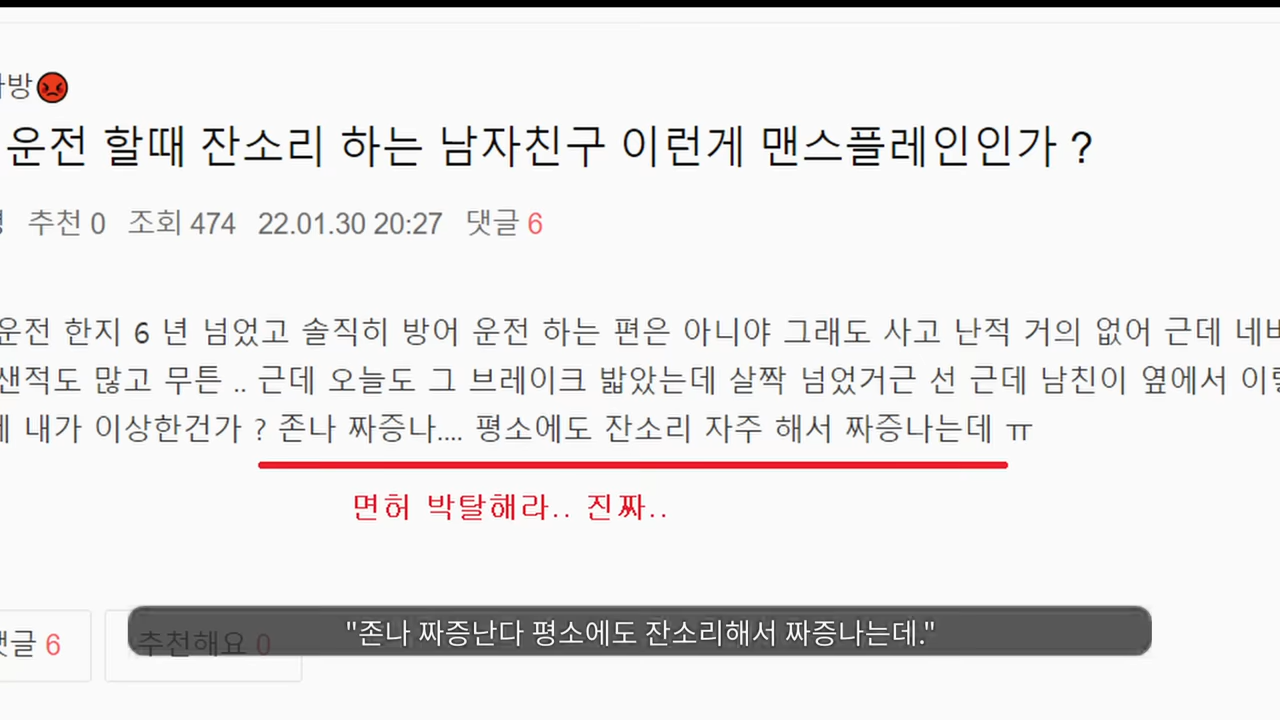 방
운전 할때 잔소리 하는 남자친구 이런게 맨스플레인인가 ?
추천 0 조회 474 22.01.30 20:27 댓글 6
운전 한지 6 년 넘었고 솔직히 방어 운전 하는 편은 아니야 그래도 사고 난적 거의 없어 근데 네비
샌적도 많고 무튼 .. 근데 오늘도 그 브레이크 밟았는데 살짝 넘었거근 선 근데 남친이 옆에서
내가 이상한건가 ? 존나 짜증나.... 평소에도 잔소리 자주 해서 짜증나는데 ㅠ
면허 박탈해라.. 진짜..
댓글 6 추천해요 0
"존나 짜증난다 평소에도 잔소리해서 짜증나는데."